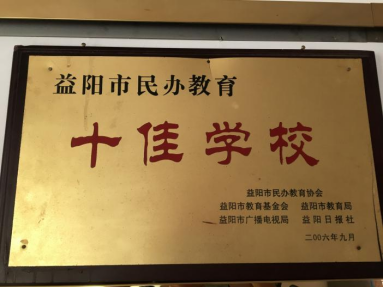 益阳市民办教育
十佳学校
益阳市民办教育协会
益阳市教育基金会 益阳市教育局
益阳市广播电视局 益阳日报社
二00六年九月